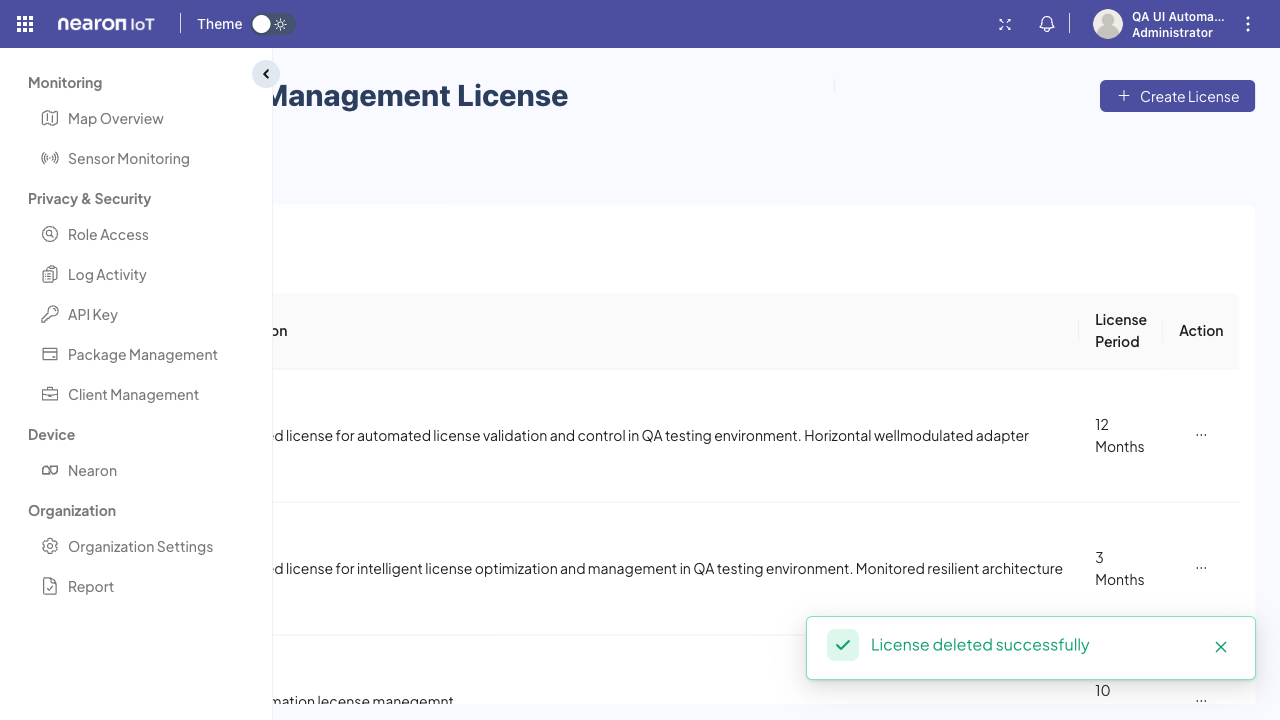 nearon IoT
Theme
QA UI Automa...
Administrator
Monitoring
Map Overview
Sensor Monitoring
Privacy & Security
Role Access
Log Activity
API Key
Package Management
Client Management
Device
Nearon
Organization
Organization Settings
Report
Management License
Create License
on
License
Period
Action
ed license for automated license validation and control in QA testing environment. Horizontal wellmodulated adapter
12
Months
...
ed license for intelligent license optimization and management in QA testing environment. Monitored resilient architecture
3
Months
...
mation lecense managemnt
10
...
License deleted successfully